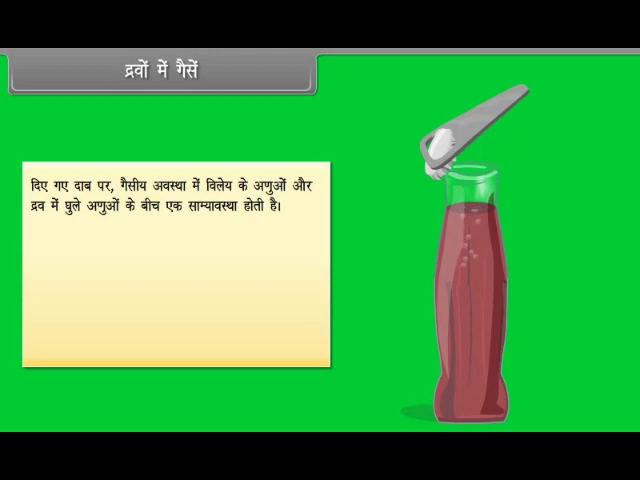 द्रवों में गैसें
दिए गए दाब पर, गैसीय अवस्था में विलेय के अणुओं और
द्रव में घुले अणुओं के बीच एक साम्यावस्था होती है।